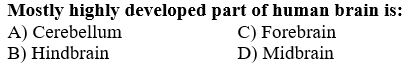 Mostly highly developed part of human brain is:
A) Cerebellum C) Forebrain
B) Hindbrain D) Midbrain